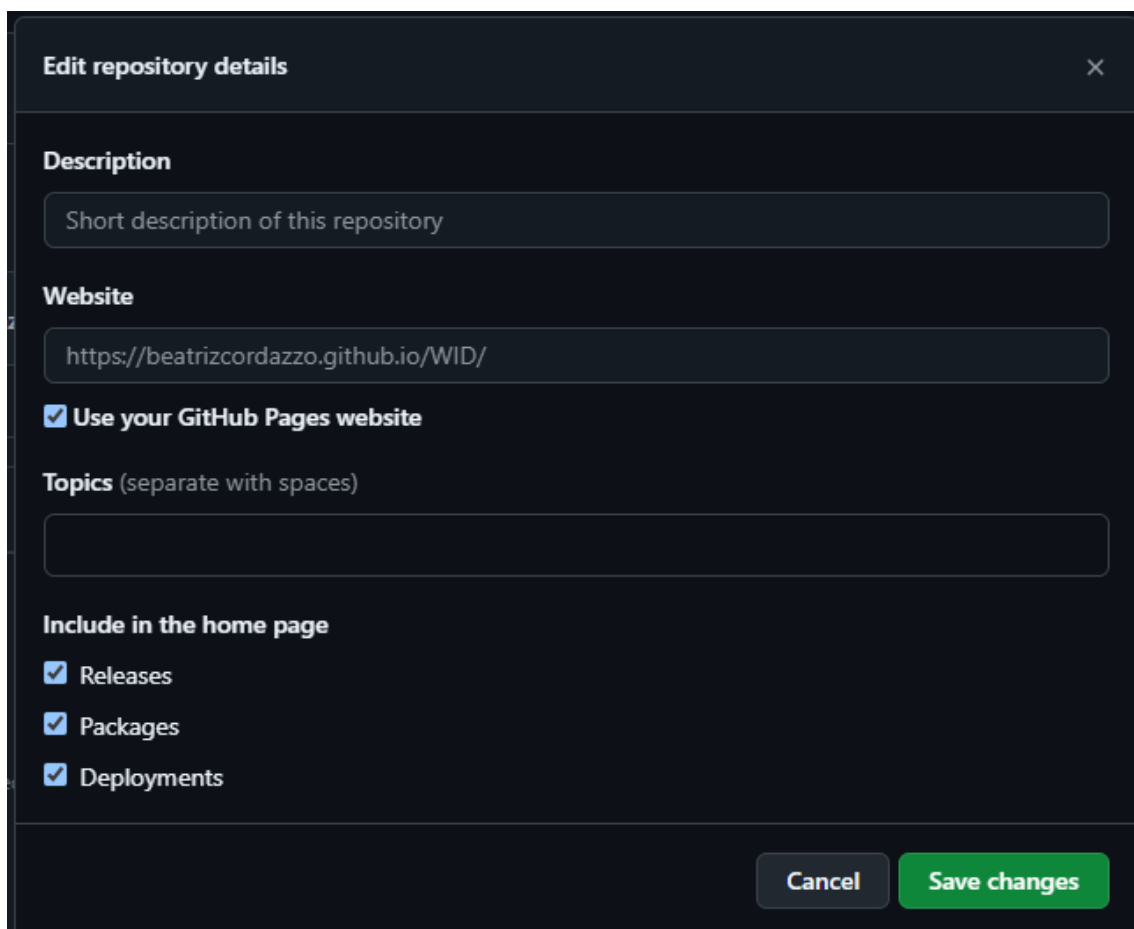 Edit repository details
Description
Short description of this repository
Website
https://beatrizcordazzo.github.io/WID/
Use your GitHub Pages website
Topics (separate with spaces)
Include in the home page
Releases
Packages
Deployments
Cancel Save changes